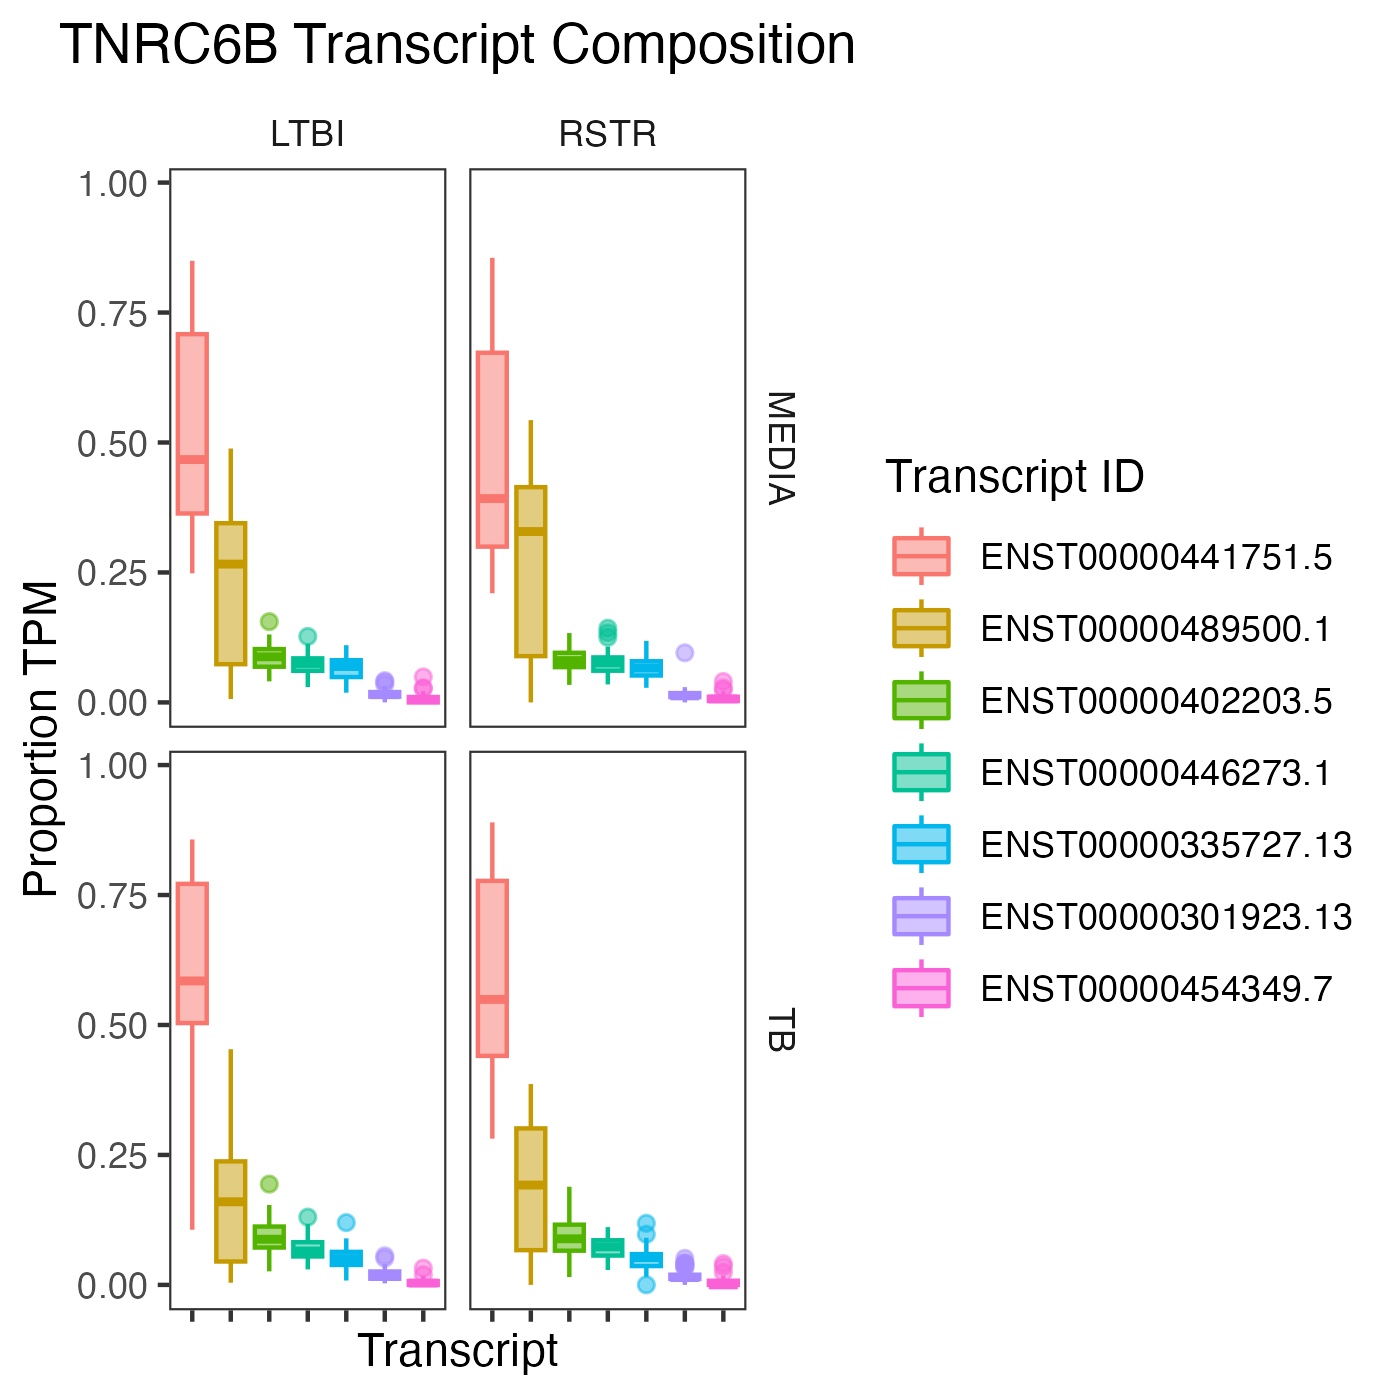 TNRC6B Transcript Composition
LTBI
RSTR
1.00
0.75
0.50
0.25
0.00
MEDIA
1.00
0.75
0.50
0.25
0.00
TB
Proportion TPM
Transcript
Transcript ID
ENST00000441751.5
ENST00000489500.1
ENST00000402203.5
ENST00000446273.1
ENST00000335727.13
ENST00000301923.13
ENST00000454349.7